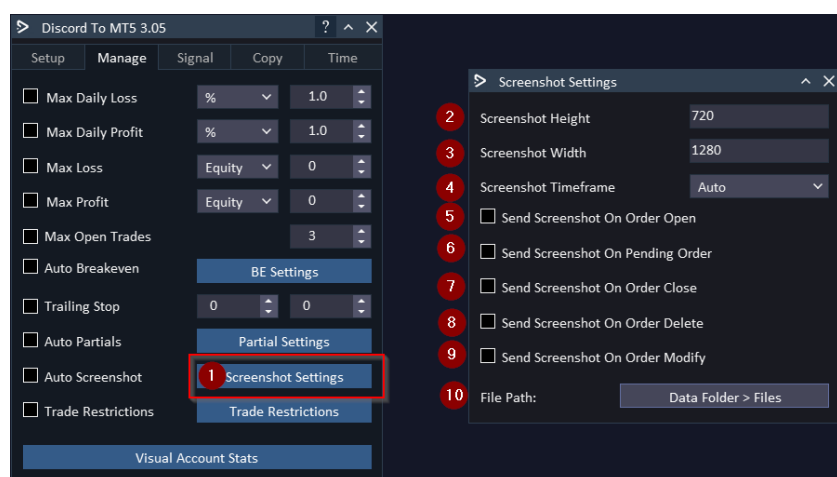 Discord To MT5 3.05 ?
Setup Manage Signal Copy Time
Max Daily Loss % 1.0
Max Daily Profit % 1.0
Max Loss Equity 0
Max Profit Equity 0
Max Open Trades 3
Auto Breakeven BE Settings
Trailing Stop 0 0
Auto Partials Partial Settings
Auto Screenshot 1 Screenshot Settings
Trade Restrictions Trade Restrictions
Visual Account Stats
Screenshot Settings
2 Screenshot Height 720
3 Screenshot Width 1280
4 Screenshot Timeframe Auto
5 Send Screenshot On Order Open
6 Send Screenshot On Pending Order
7 Send Screenshot On Order Close
8 Send Screenshot On Order Delete
9 Send Screenshot On Order Modify
10 File Path: Data Folder > Files